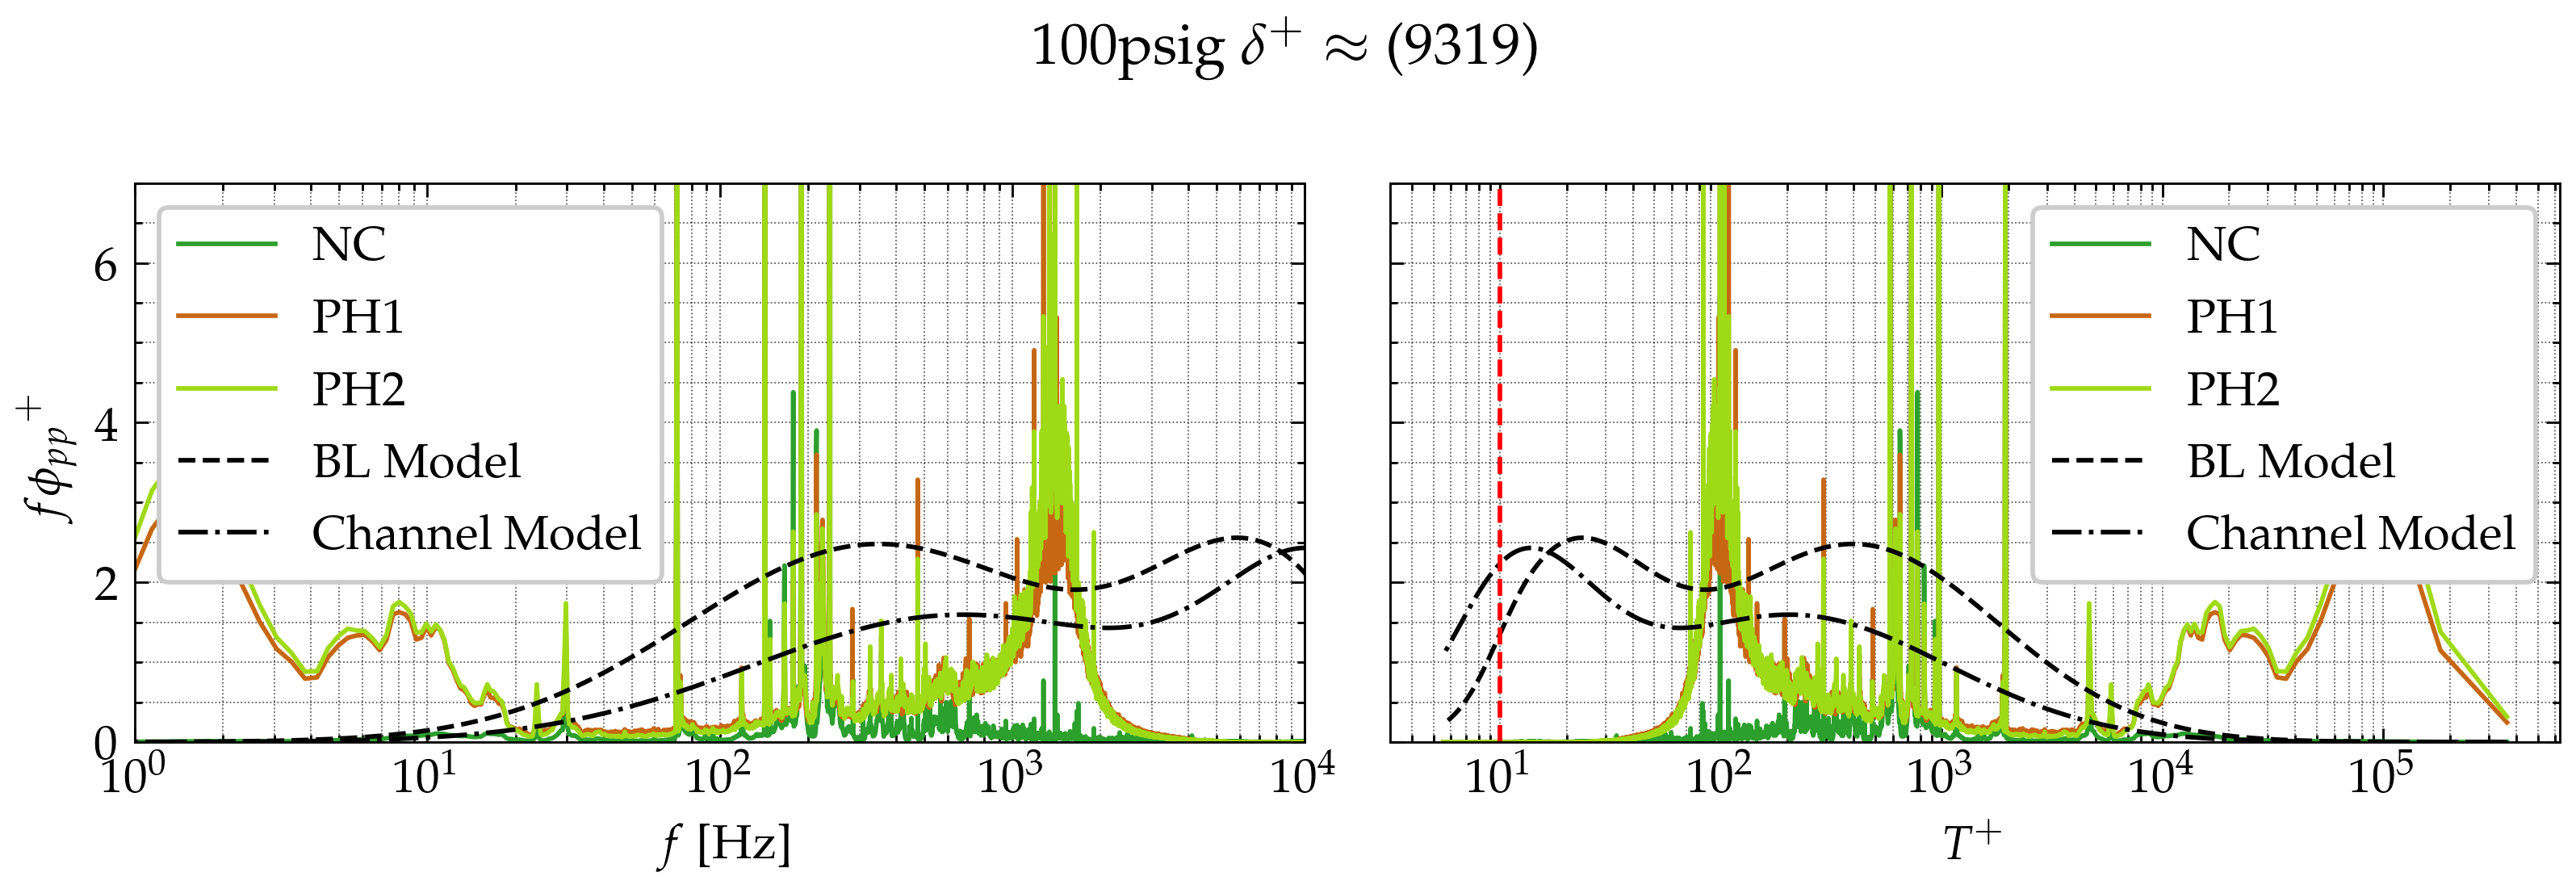 100psig δ⁺ ≈ (9319)
fϕₚₚ⁺
6
4
2
0
NC
PH1
PH2
BL Model
Channel Model
10⁰ 10¹ 10² 10³ 10⁴
f [Hz]
NC
PH1
PH2
BL Model
Channel Model
10¹ 10² 10³ 10⁴ 10⁵
T⁺